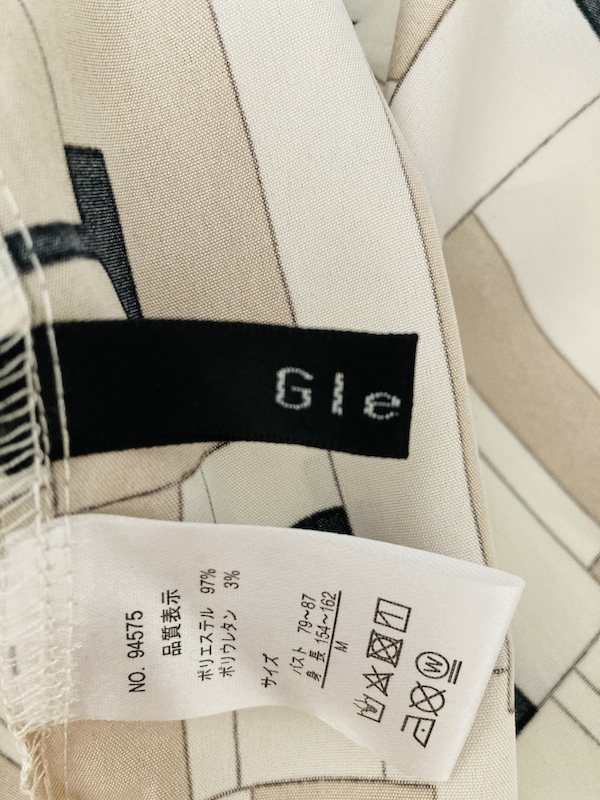 NO. 94575
品質表示
ポリエステル 97%
ポリウレタン 3%
サイズ
バスト 79~87
身長 154~162
M